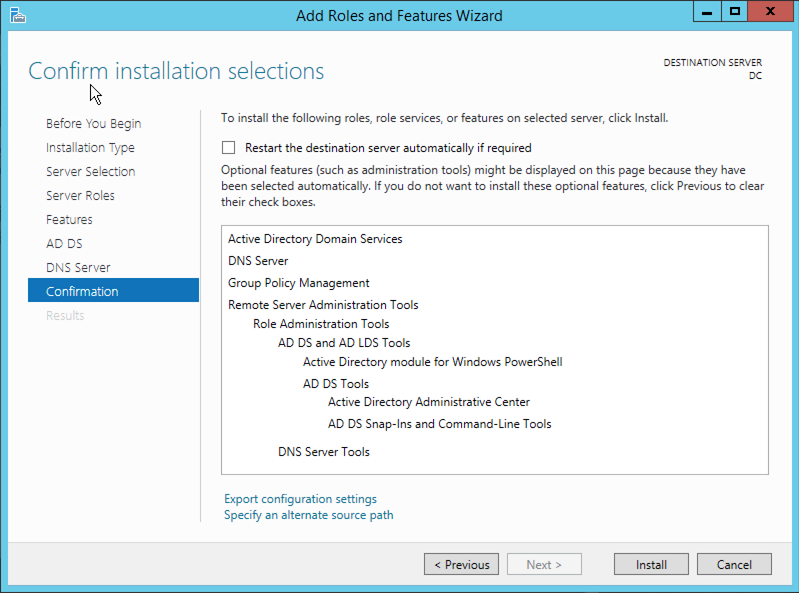 Add Roles and Features Wizard
Confirm installation selections
DESTINATION SERVER
DC
Before You Begin
Installation Type
Server Selection
Server Roles
Features
AD DS
DNS Server
Confirmation
Results
To install the following roles, role services, or features on selected server, click Install.
Restart the destination server automatically if required
Optional features (such as administration tools) might be displayed on this page because they have
been selected automatically. If you do not want to install these optional features, click Previous to clear
their check boxes.
Active Directory Domain Services
DNS Server
Group Policy Management
Remote Server Administration Tools
Role Administration Tools
AD DS and AD LDS Tools
Active Directory module for Windows PowerShell
AD DS Tools
Active Directory Administrative Center
AD DS Snap-Ins and Command-Line Tools
DNS Server Tools
Export configuration settings
Specify an alternate source path
< Previous
Next >
Install
Cancel